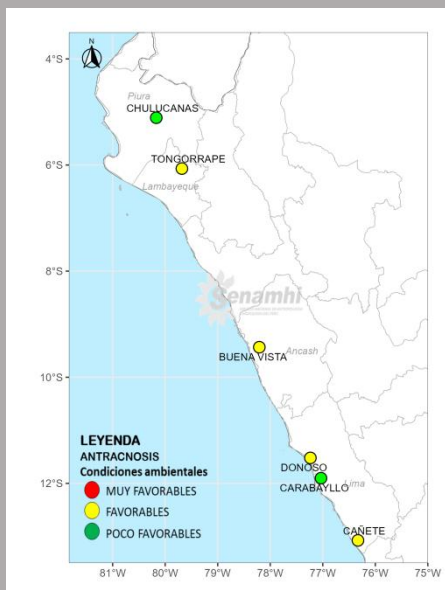 N
4°S
Piura
CHULUCANAS
6°S
TONGORRAPE
Lambayeque
8°S
Senamhi
BUENA VISTA
Ancash
10°S
LEYENDA
ANTRACNOSIS
Condiciones ambientales
MUY FAVORABLES
FAVORABLES
POCO FAVORABLES
DONOSO
CARABAYLLO
Lima
12°S
CAÑETE
81°W
80°W
79°W
78°W
77°W
76°W
75°W